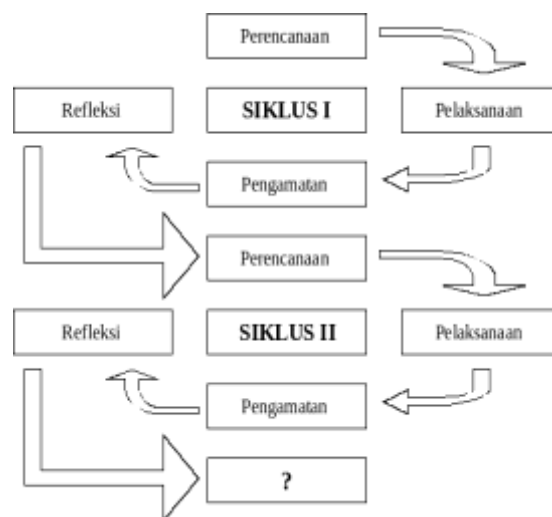 Perencanaan
Refleksi
SIKLUS I
Pelaksanaan
Pengamatan
Perencanaan
Refleksi
SIKLUS II
Pelaksanaan
Pengamatan
?